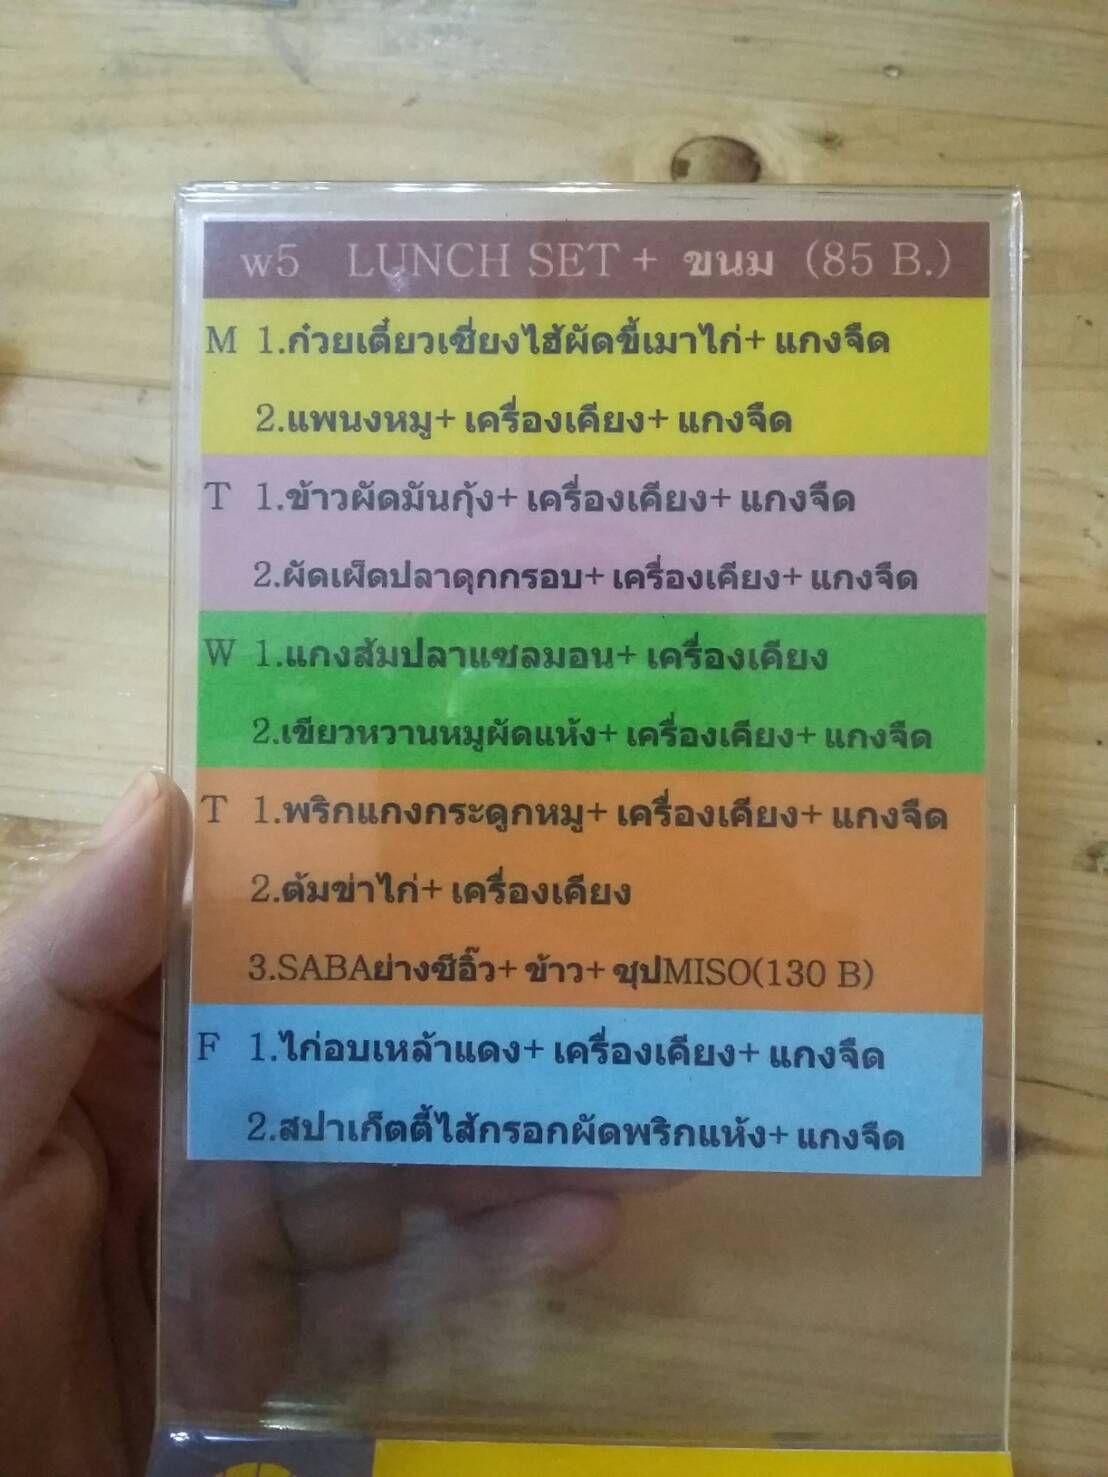 w5 LUNCH SET + ขนม (85 B.)
M 1.ก๋วยเตี๋ยวเซี่ยงไฮ้ผัดขี้เมาไก่+ แกงจืด
2.แพนงหมู+ เครื่องเคียง+ แกงจืด
T 1.ข้าวผัดมันกุ้ง+ เครื่องเคียง+ แกงจืด
2.ผัดเผ็ดปลาดุกกรอบ+ เครื่องเคียง+ แกงจืด
W 1.แกงส้มปลาแซลมอน+ เครื่องเคียง
2.เขียวหวานหมูผัดแห้ง+ เครื่องเคียง+ แกงจืด
T 1.พริกแกงกระดูกหมู+ เครื่องเคียง+ แกงจืด
2.ต้มข่าไก่+ เครื่องเคียง
3.SABAย่างซีอิ๊ว+ ข้าว+ ซุปMISO(130 B)
F 1.ไก่อบเหล้าแดง+ เครื่องเคียง+ แกงจืด
2.สปาเก็ตตี้ไส้กรอกผัดพริกแห้ง+ แกงจืด